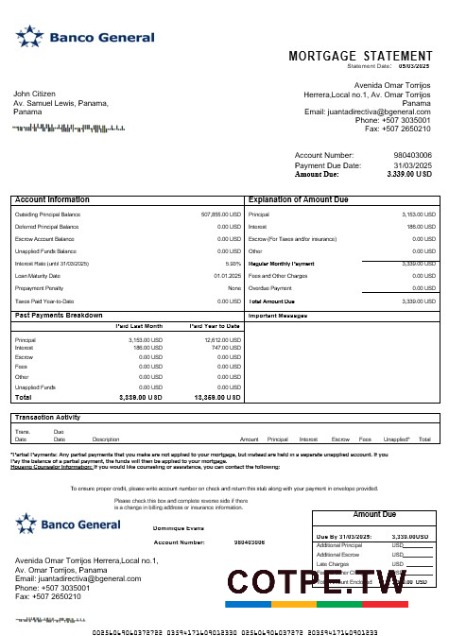 Banco General
MORTGAGE STATEMENT
Statement Date: 05/03/2025
John Citizen
Av. Samuel Lewis, Panama,
Panama
Avenida Omar Torrijos
Herrera,Local no.1, Av. Omar Torrijos
Panama
Email: juantadirectiva@bgeneral.com
Phone: +507 3035001
Fax: +507 2650210
Account Number: 980403006
Payment Due Date: 31/03/2025
Amount Due: 3.339.00 USD
Account Information
Outstding Principal Balance 507,855.00 USD
Deferred Principal Balance 0.00 USD
Escrow Account Balance 0.00 USD
Unapplied Funds Balance 0.00 USD
Interest Rate (until 31/03/2025)
Loan Maturity Date 01.01.2025
Prepayment Penalty None
Taxes Paid Year-to-Date 0.00 USD
Explanation of Amount Due
Principal 3,153.00 USD
Interest 186.00 USD
Escrow (For Taxes and/or insurance) 0.00 USD
Other 0.00 USD
Regular Monthly Payment 3,339.00 USD
Fees and Other Charges 0.00 USD
Overdue Payment 0.00 USD
Total Amount Due 3,339.00 USD
Past Payments Breakdown
Paid Last Month Paid Year to Date
Principal 3,153.00 USD 12,612.00 USD
Interest 186.00 USD 747.00 USD
Escrow 0.00 USD 0.00 USD
Fees 0.00 USD 0.00 USD
Other 0.00 USD 0.00 USD
Unapplied Funds 0.00 USD 0.00 USD
Total 3,339.00 USD 13,359.00 USD
Important Messages
Transaction Activity
Trans. Due
Date Date Description Amount Principal Interest Escrow Fees Unapplied* Total
*Partial Payments: Any partial payments that you make are not applied to your mortgage, but instead are held in a separate unapplied account. If you
Pay the balance of a partial payment, the funds will then be applied to your mortgage.
Housing Counselor Information: If you would like counseling or assistance, you can contact the following:
To ensure proper credit, please write account number on check and return this stub along with your payment in envelope provided.
Please check this box and complete reverse side if there
is a change in billing address or insurance information.
Banco General
Dominique Evans
Account Number: 980403006
Avenida Omar Torrijos Herrera,Local no.1,
Av. Omar Torrijos, Panama
Email: juantadirectiva@bgeneral.com
Phone: +507 3035001
Fax: +507 2650210
Amount Due
Due By 31/03/2025: 3,339.00USD
Additional Principal USD
Additional Escrow USD
Late Charges USD
COTPE.TW